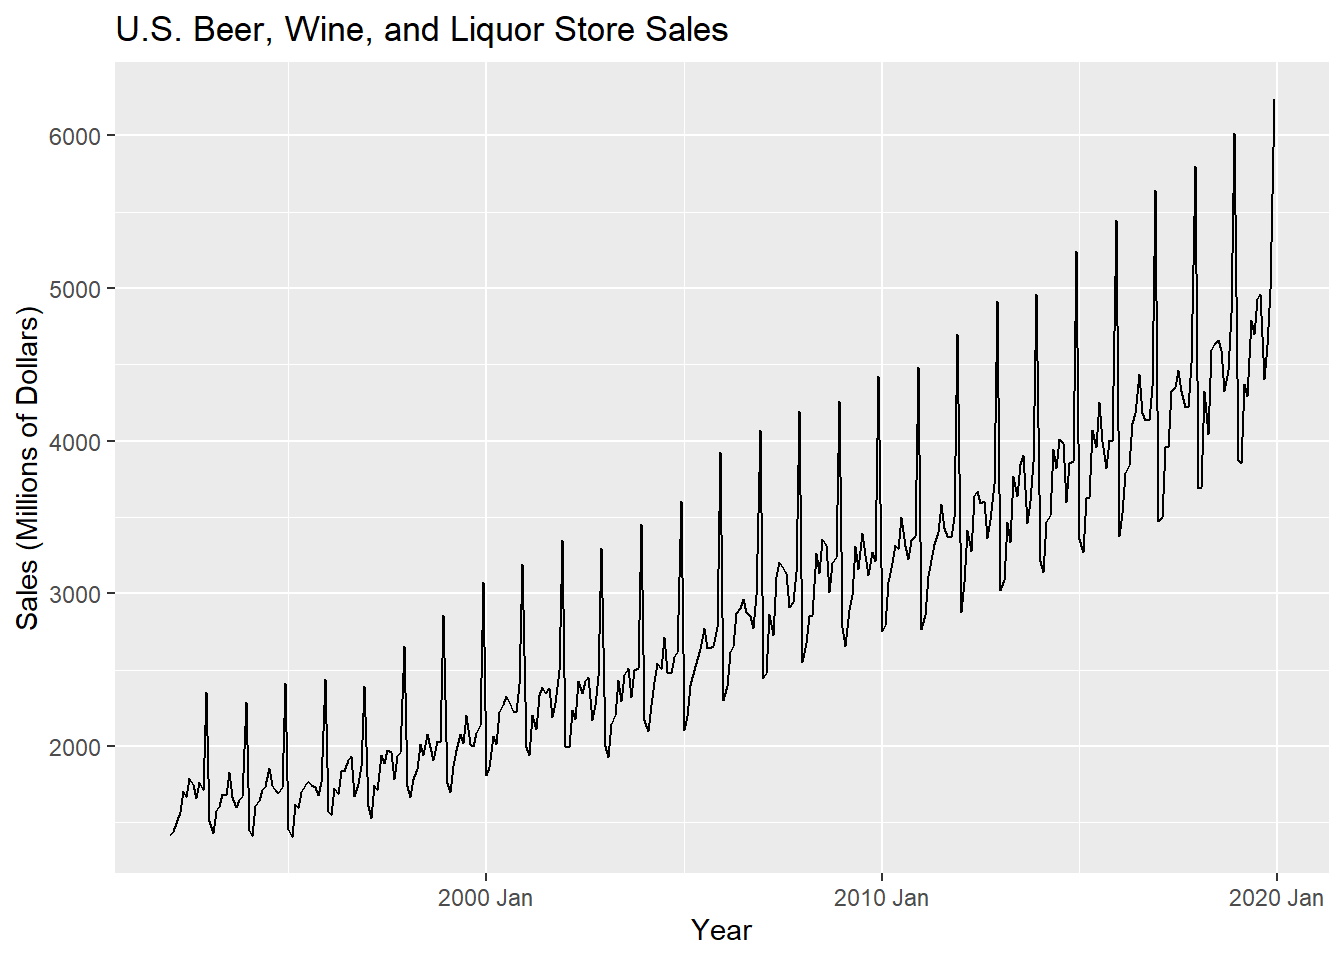 U.S. Beer, Wine, and Liquor Store Sales
6000
5000
4000
3000
2000
Sales (Millions of Dollars)
2000 Jan
2010 Jan
2020 Jan
Year